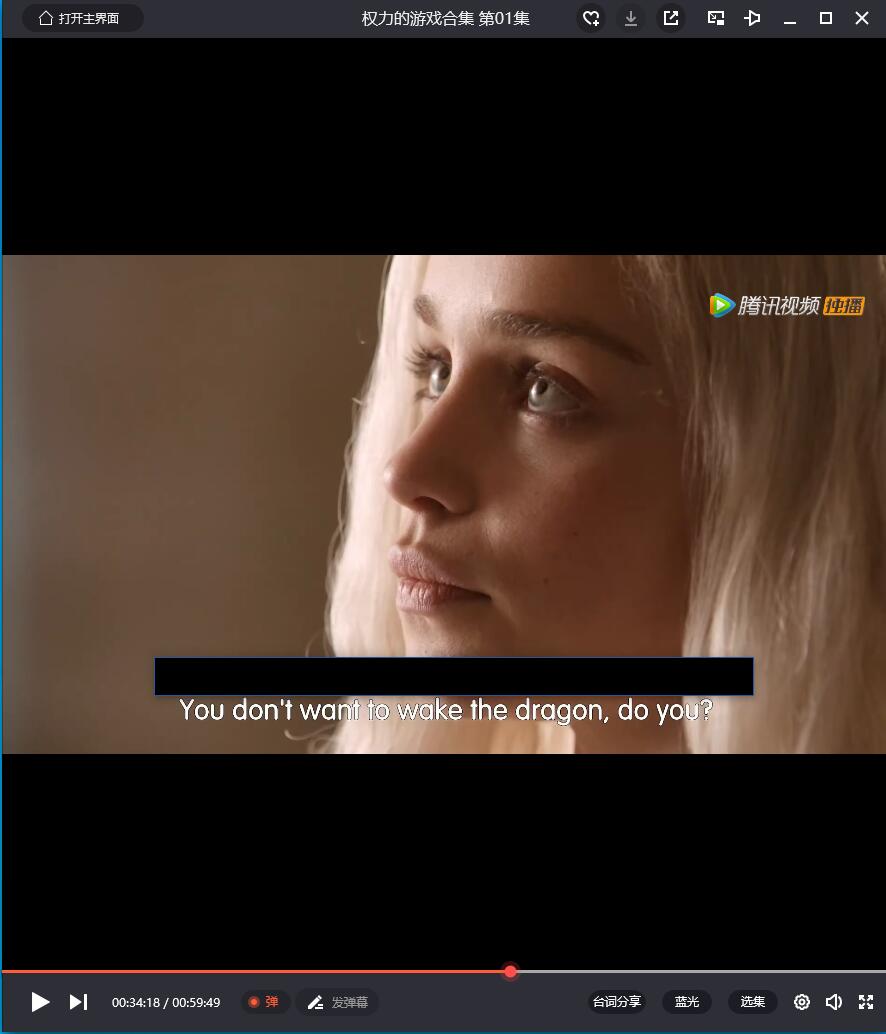 打开主界面
权力的游戏合集 第01集
腾讯视频 独播
You don't want to wake the dragon, do you?
00:34:18 / 00:59:49
弹
发弹幕
台词分享
蓝光
选集